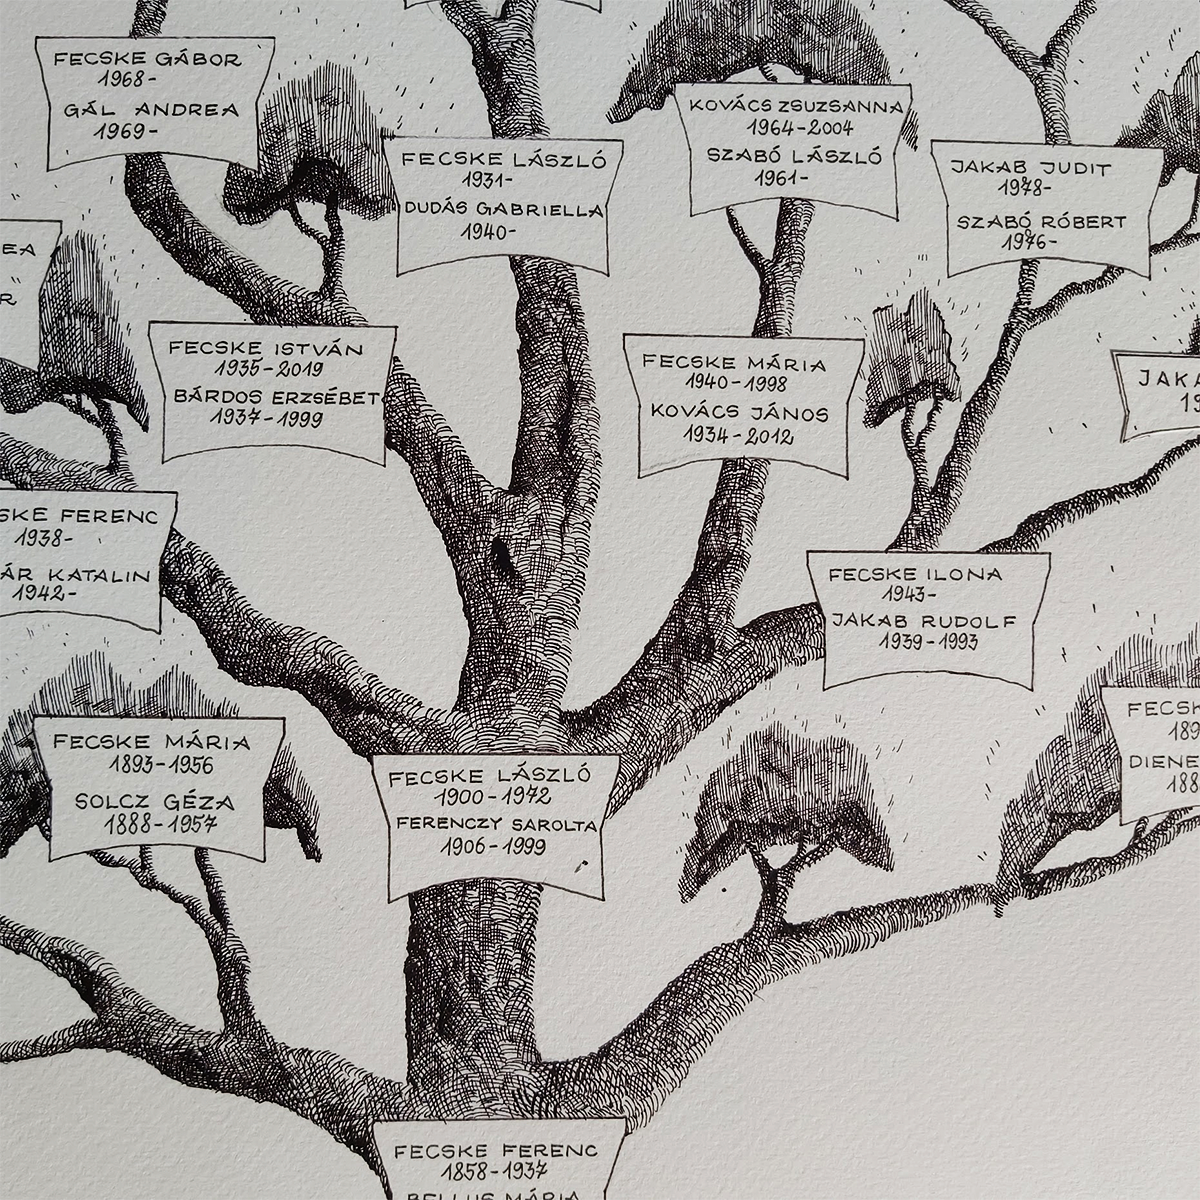 FECSKE GÁBOR
1968-
GÁL ANDREA
1969-
FECSKE LÁSZLÓ
1931-
DUDÁS GABRIELLA
1940-
KOVÁCS ZSUZSANNA
1964-2004
SZABÓ LÁSZLÓ
1961-
JAKAB JUDIT
1978-
SZABÓ RÓBERT
1976-
EA
R
FECSKE ISTVÁN
1935-2019
BÁRDOS ERZSÉBET
1937-1999
FECSKE MÁRIA
1940-1998
KOVÁCS JÁNOS
1934-2012
JAKA
19
SKE FERENC
1938-
ÁR KATALIN
1942-
FECSKE ILONA
1943-
JAKAB RUDOLF
1939-1993
FECSKE MÁRIA
1893-1956
SOLCZ GÉZA
1888-1957
FECSKE LÁSZLÓ
1900-1972
FERENCZY SAROLTA
1906-1999
FECSK
189
DIENE
188
FECSKE FERENC
1858-1937
BELLUS MÁRIA